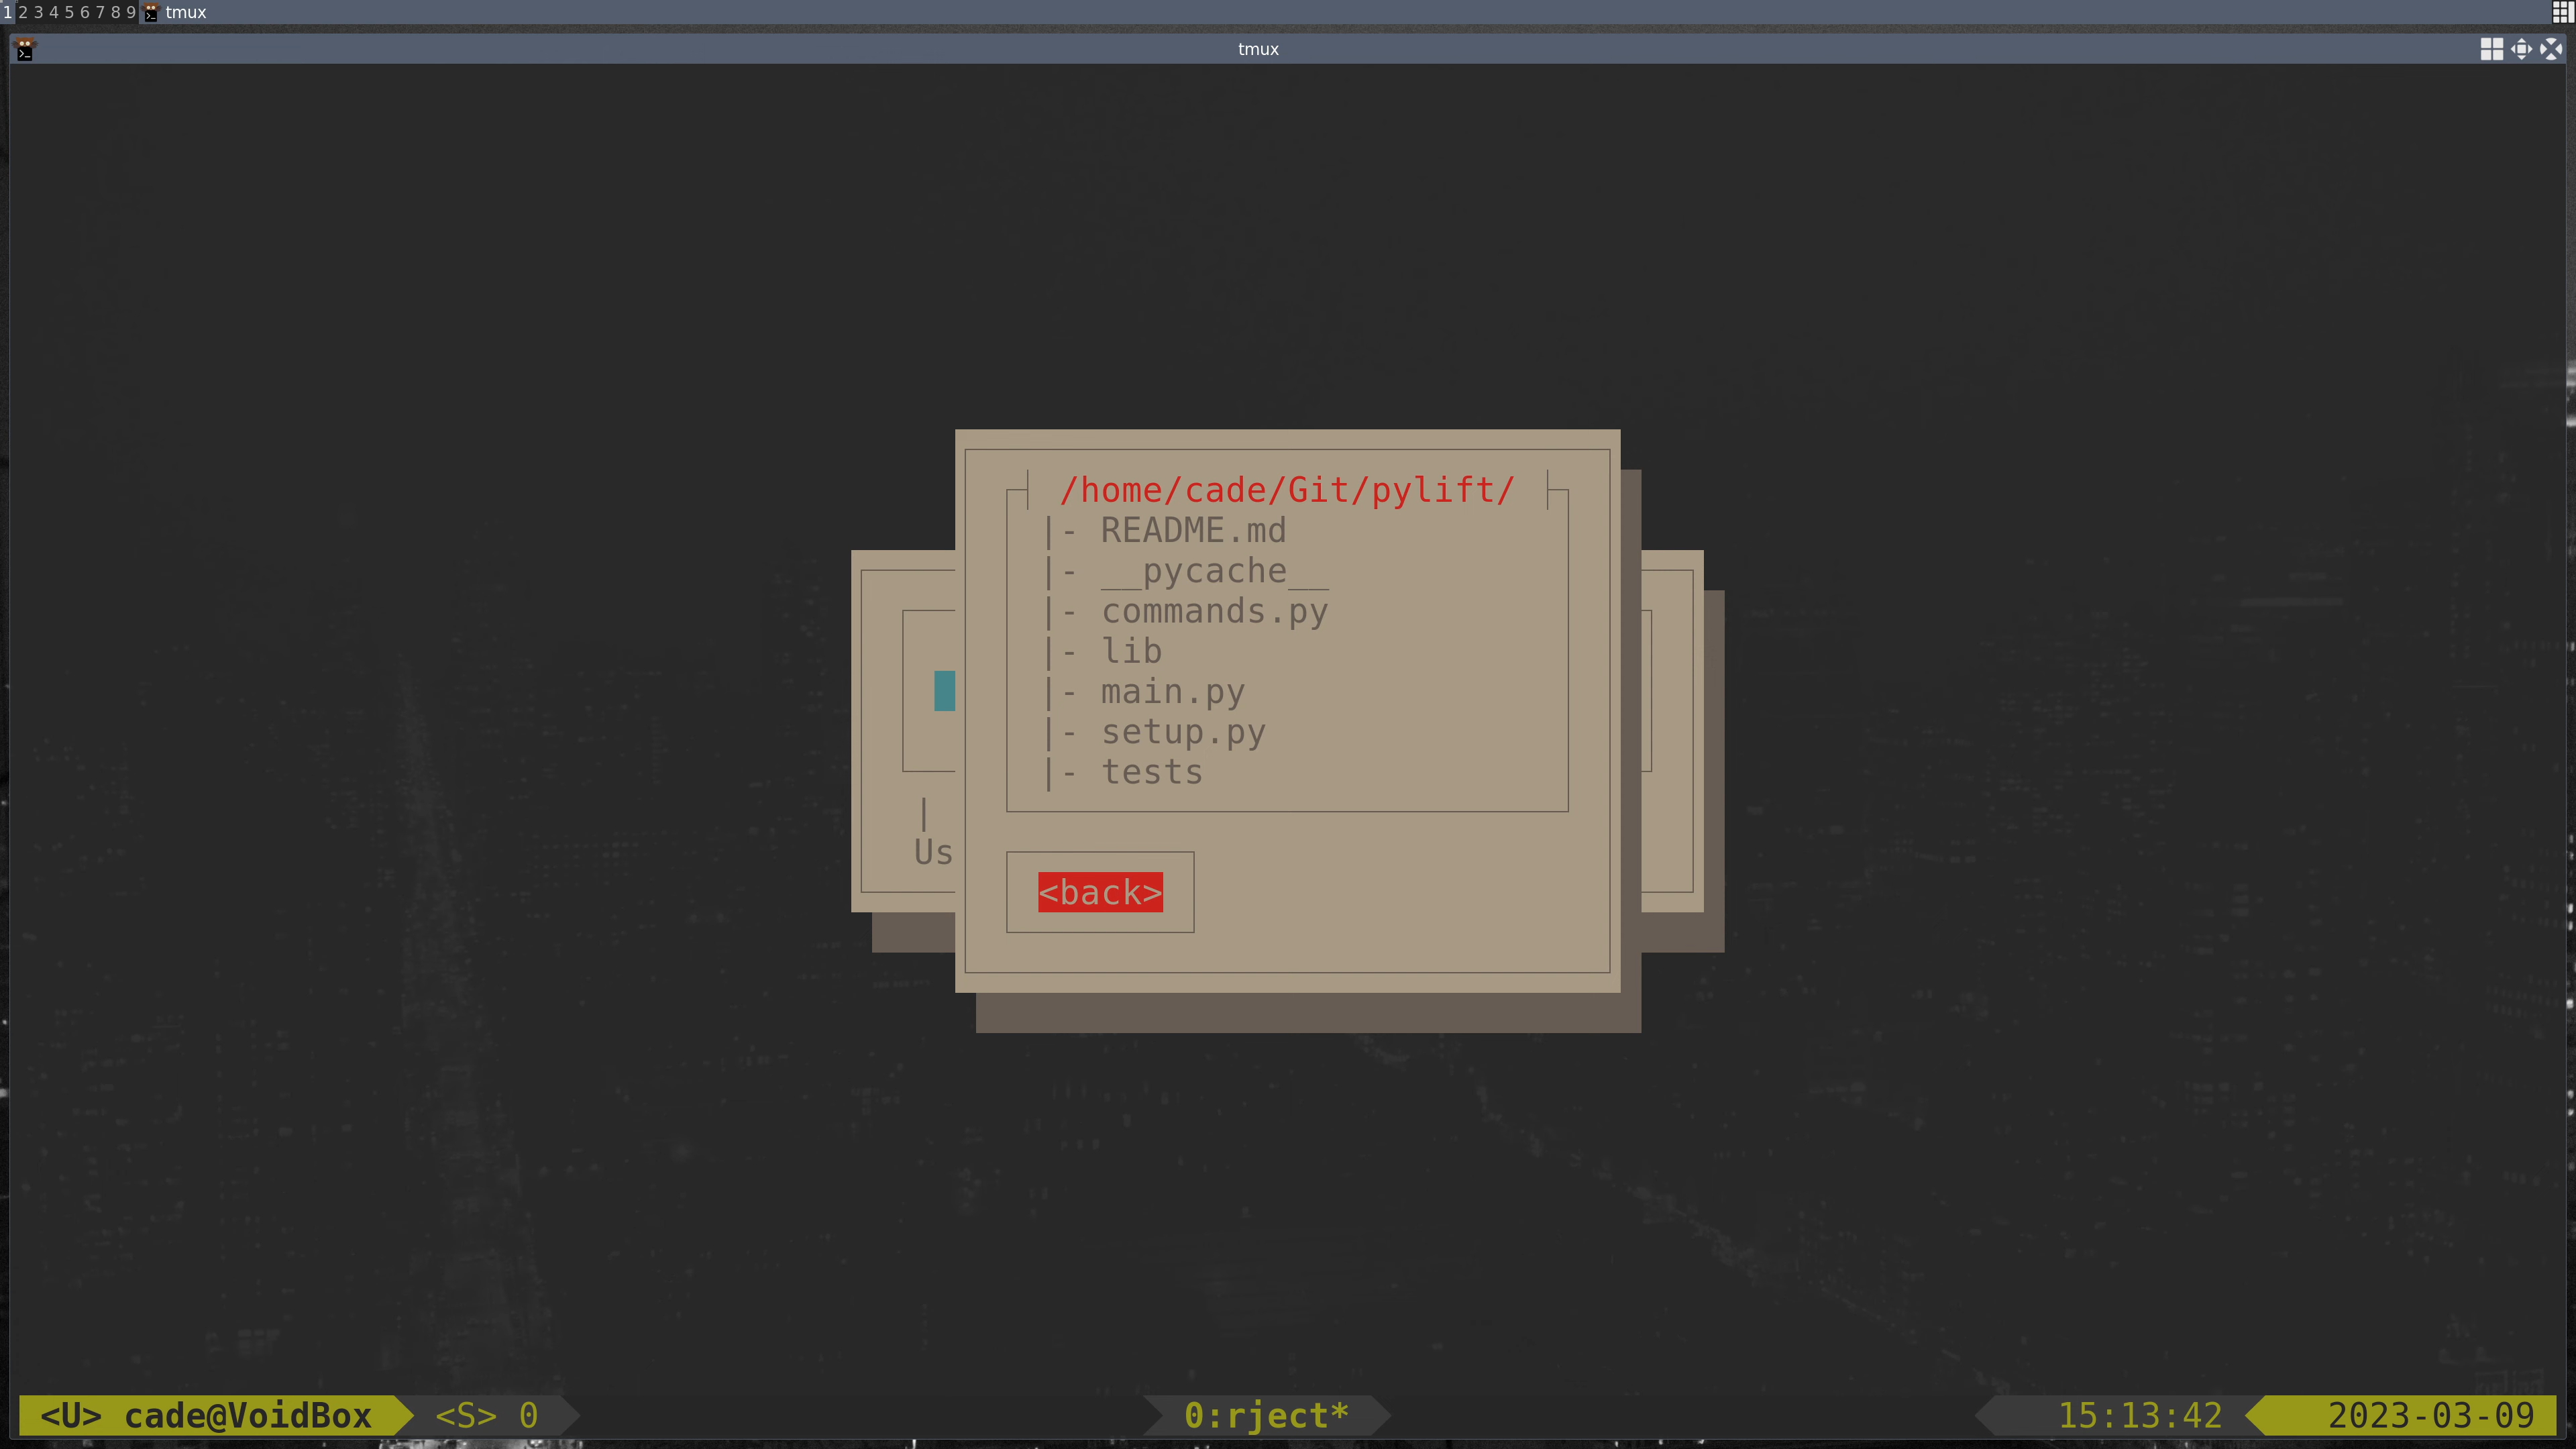 1 2 3 4 5 6 7 8 9 tmux
tmux
/home/cade/Git/pylift/
|- README.md
|- __pycache__
|- commands.py
|- lib
|- main.py
|- setup.py
|- tests
|
Us
<back>
<U> cade@VoidBox <S> 0 0:rject* 15:13:42 2023-03-09